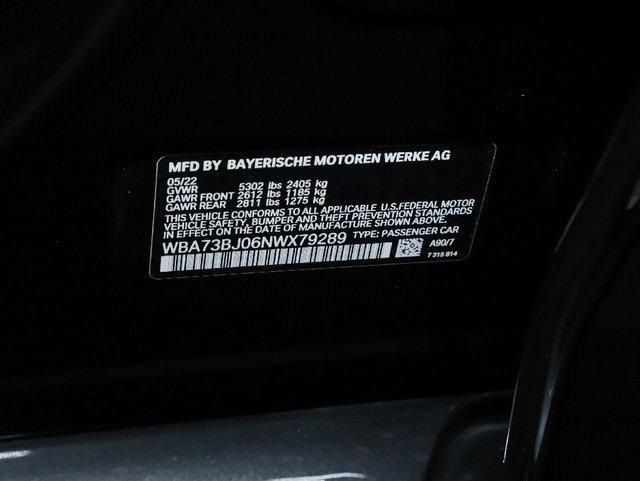 MFD BY BAYERISCHE MOTOREN WERKE AG
05/22
GVWR 5302 lbs 2405 kg
GAWR FRONT 2612 lbs 1185 kg
GAWR REAR 2811 lbs 1275 kg
THIS VEHICLE CONFORMS TO ALL APPLICABLE U.S.FEDERAL MOTOR
VEHICLE SAFETY, BUMPER AND THEFT PREVENTION STANDARDS
IN EFFECT ON THE DATE OF MANUFACTURE SHOWN ABOVE.
WBA73BJ06NWX79289 TYPE: PASSENGER CAR
A90/7
7 315 814